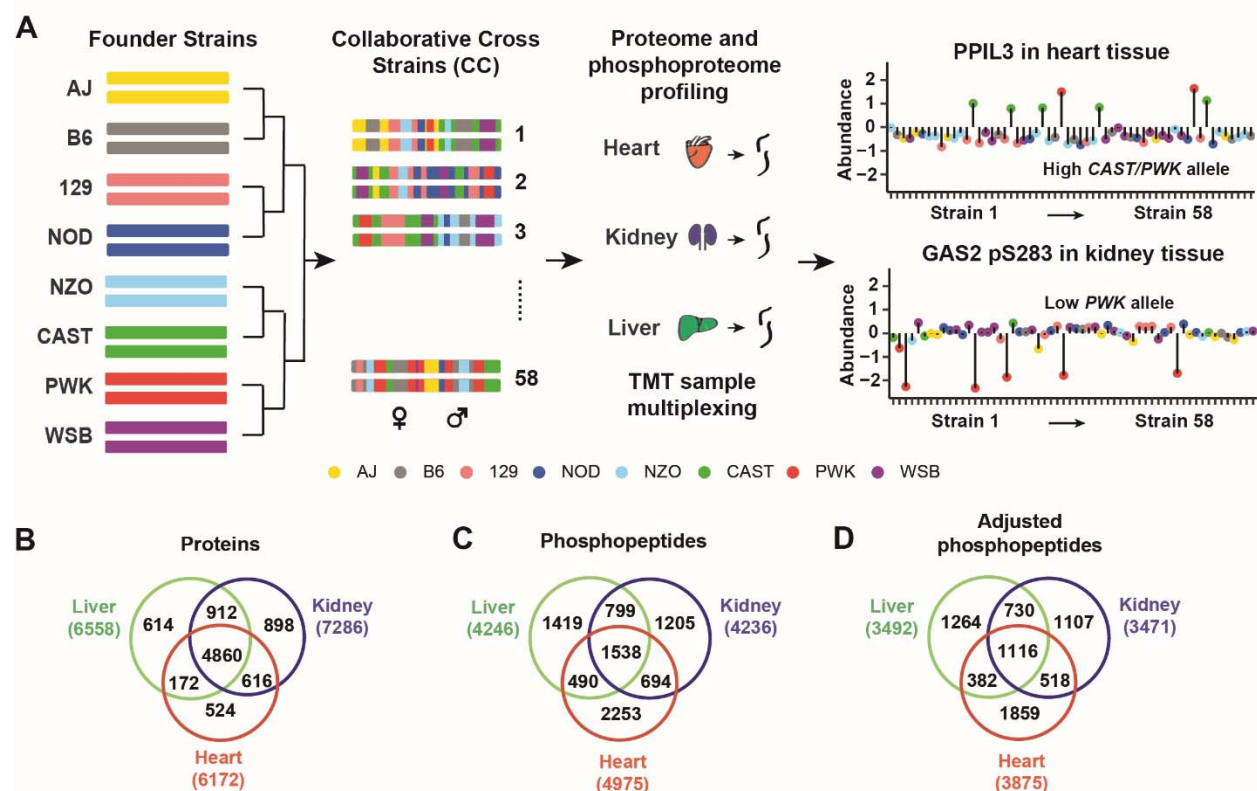 A
Founder Strains
AJ
B6
129
NOD
NZO
CAST
PWK
WSB
Collaborative Cross
Strains (CC)
1
2
3
58
Proteome and
phosphoproteome
profiling
Heart
Kidney
Liver
TMT sample
multiplexing
PPIL3 in heart tissue
Abundance
2
1
0
−1
−2
High CAST/PWK allele
Strain 1
Strain 58
GAS2 pS283 in kidney tissue
Abundance
2
1
0
−1
−2
Low PWK allele
Strain 1
Strain 58
AJ B6 129 NOD NZO CAST PWK WSB
B
Proteins
Liver
(6558)
Kidney
(7286)
614
912
898
4860
172
616
524
Heart
(6172)
C
Phosphopeptides
Liver
(4246)
Kidney
(4236)
1419
799
1205
1538
490
694
2253
Heart
(4975)
D
Adjusted
phosphopeptides
Liver
(3492)
Kidney
(3471)
1264
730
1107
1116
382
518
1859
Heart
(3875)